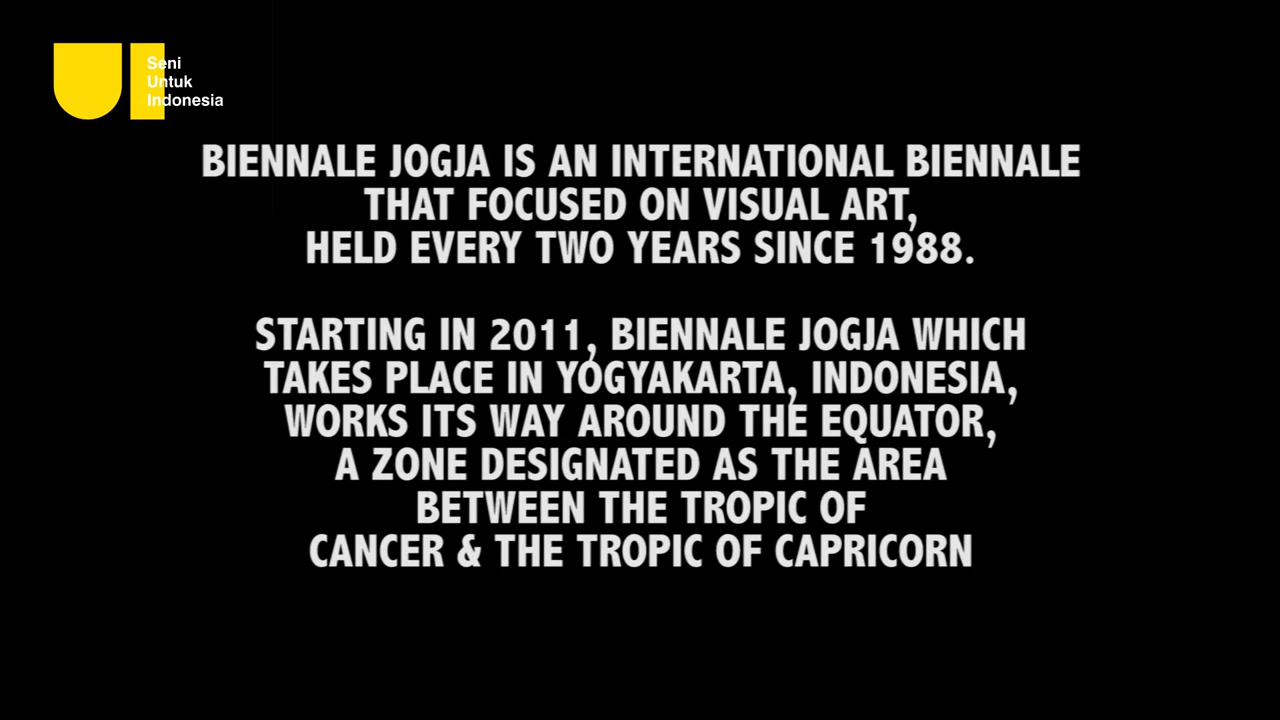 Seni
Untuk
Indonesia
BIENNALE JOGJA IS AN INTERNATIONAL BIENNALE
THAT FOCUSED ON VISUAL ART,
HELD EVERY TWO YEARS SINCE 1988.
STARTING IN 2011, BIENNALE JOGJA WHICH
TAKES PLACE IN YOGYAKARTA, INDONESIA,
WORKS ITS WAY AROUND THE EQUATOR,
A ZONE DESIGNATED AS THE AREA
BETWEEN THE TROPIC OF
CANCER & THE TROPIC OF CAPRICORN